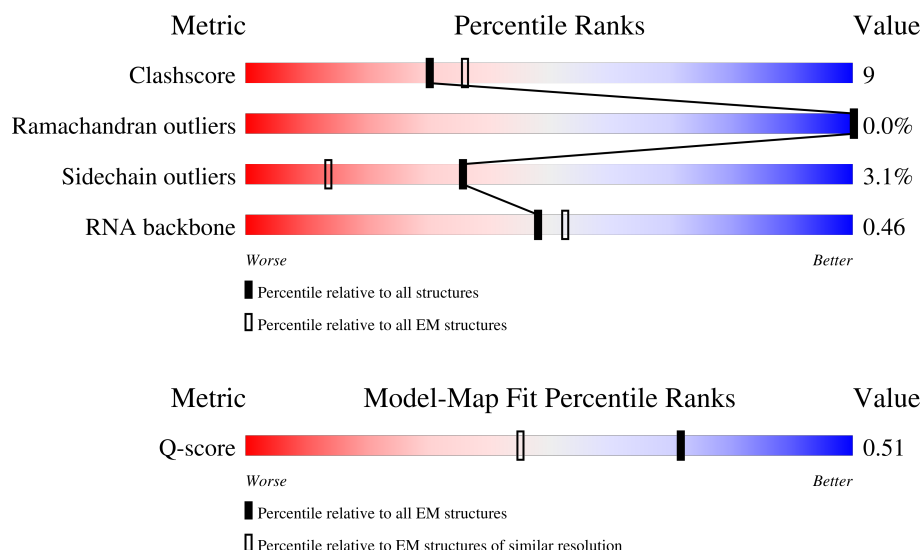 Metric Percentile Ranks Value
Clashscore 9
Ramachandran outliers 0.0%
Sidechain outliers 3.1%
RNA backbone 0.46
Worse Better
Percentile relative to all structures
Percentile relative to all EM structures
Metric Model-Map Fit Percentile Ranks Value
Q-score 0.51
Worse Better
Percentile relative to all EM structures
Percentile relative to EM structures of similar resolution